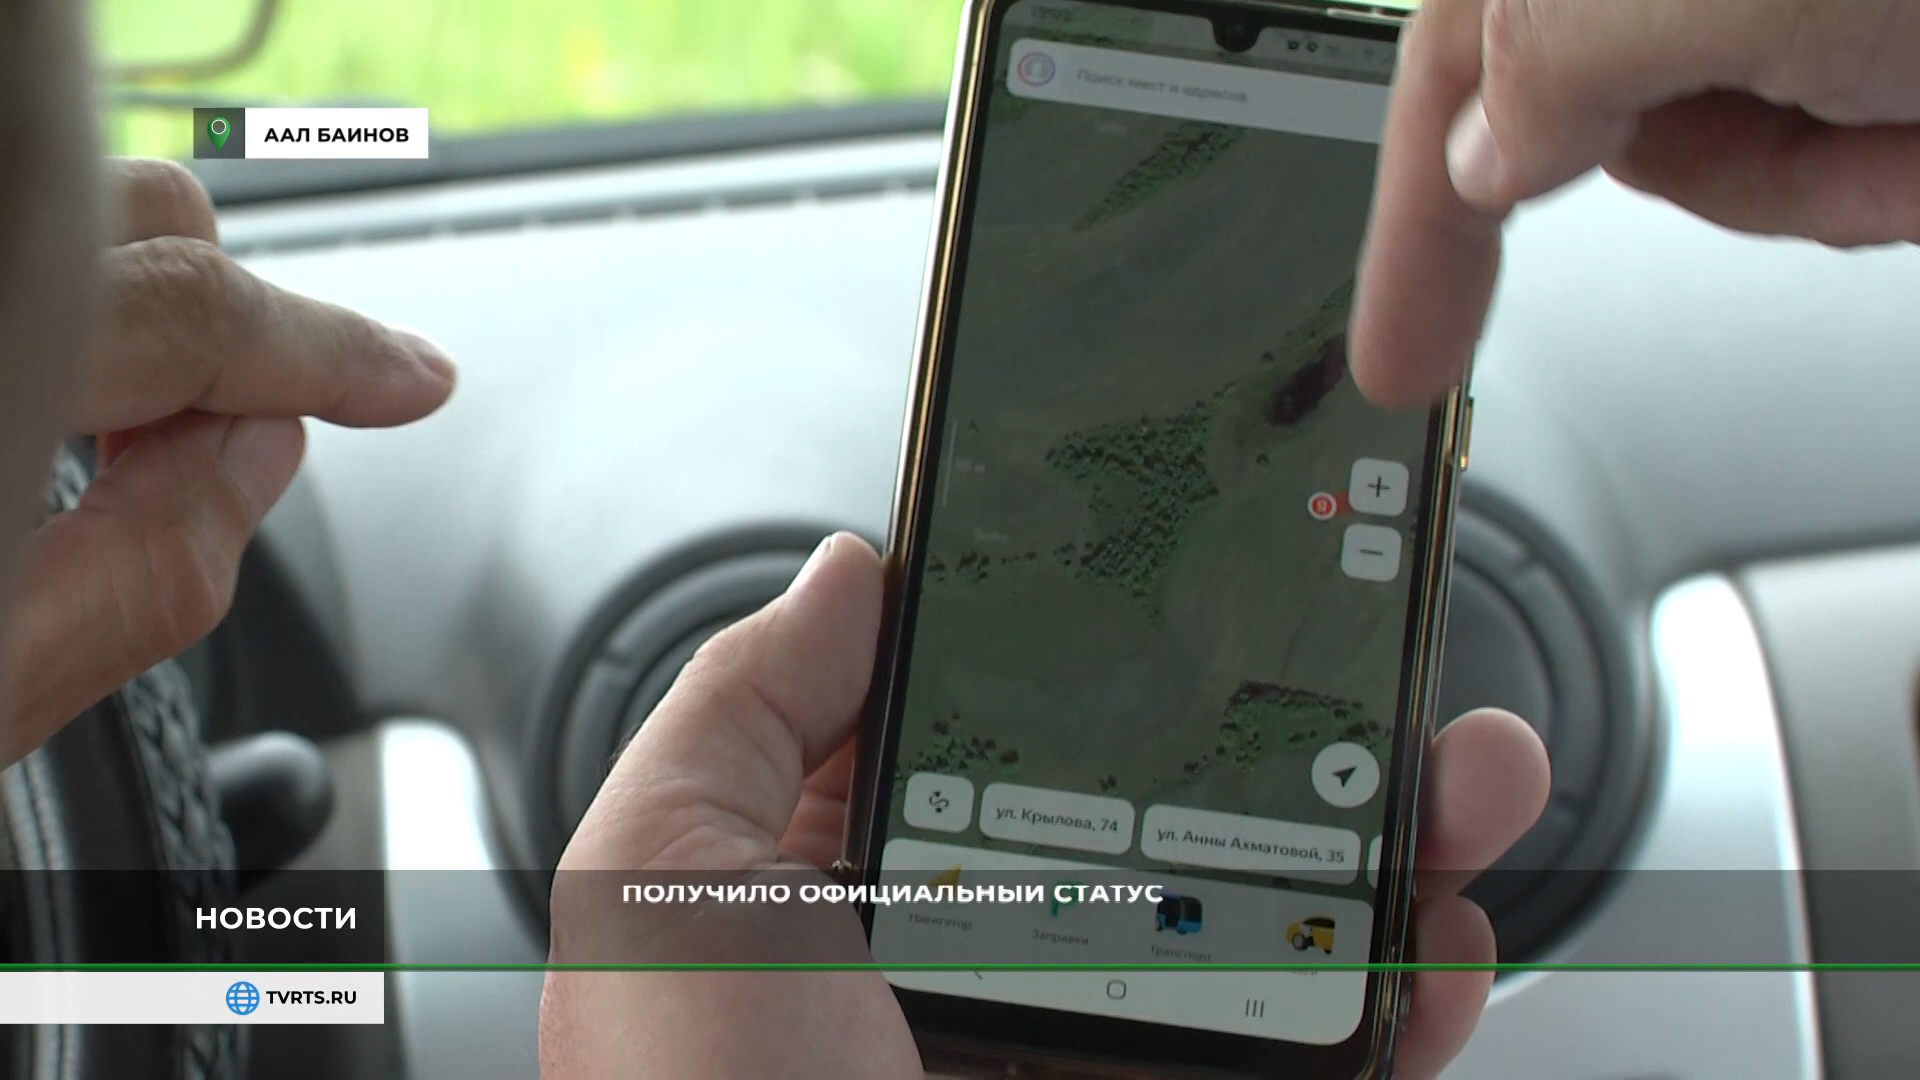 Поиск мест и адресов
ААЛ БАИНОВ
Я
ул. Крылова, 74
ул. Анны Ахматовой, 35
ПОЛУЧИЛО ОФИЦИАЛЬНЫЙ СТАТУС
НОВОСТИ
Навигатор
Заправки
Транспорт
TVRTS.RU